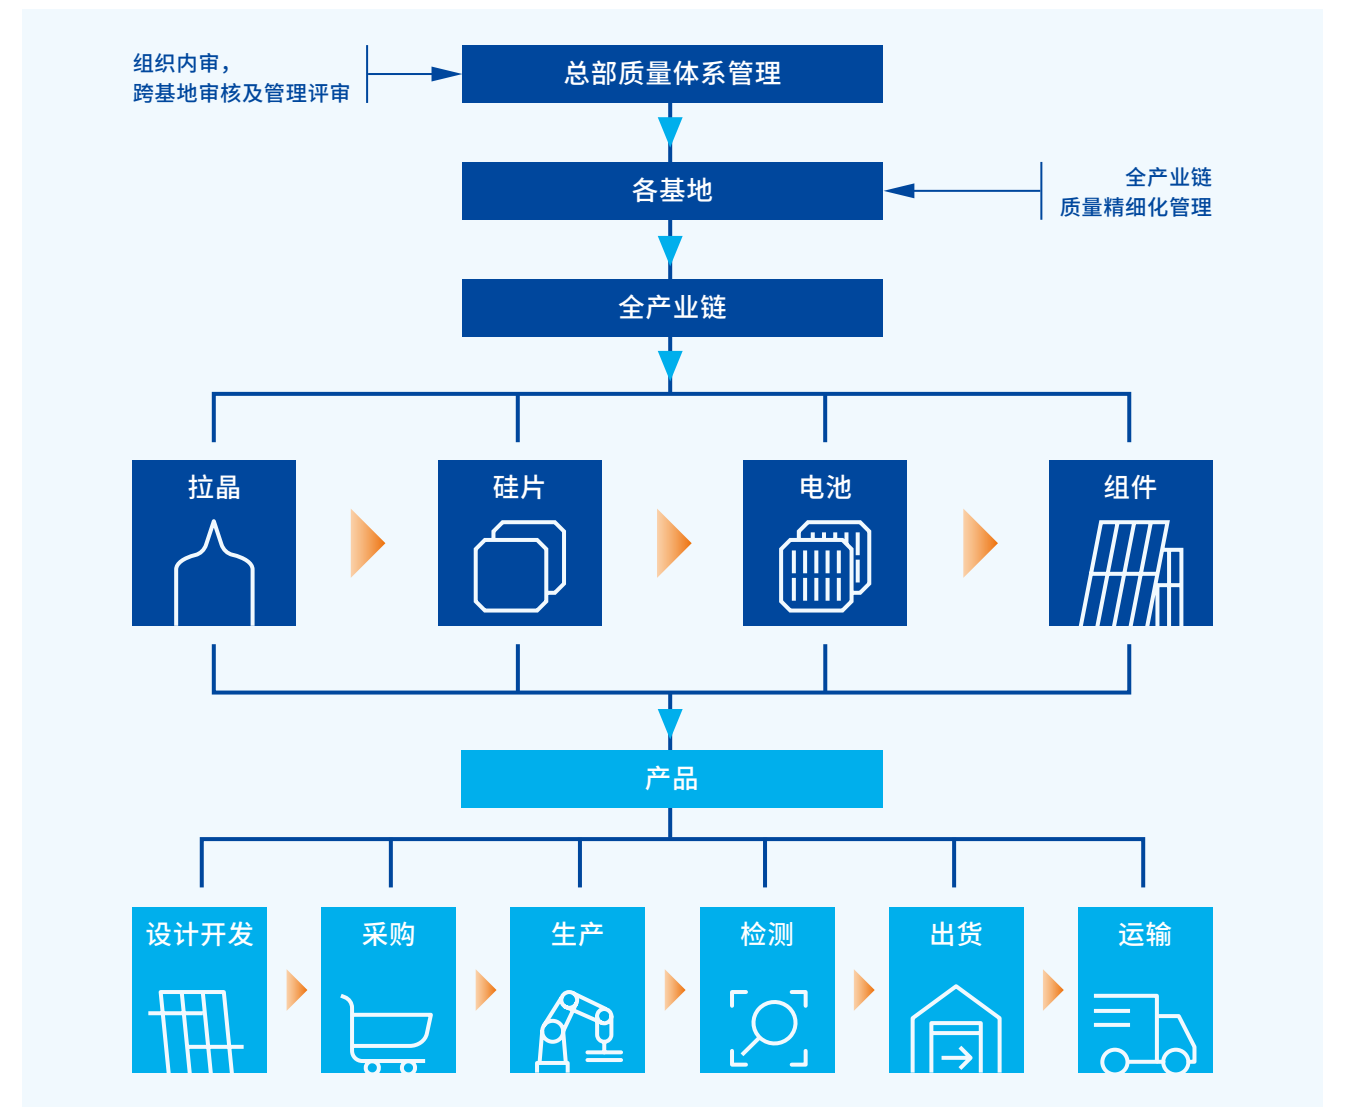 组织内审，
跨基地审核及管理评审
总部质量体系管理
各基地
全产业链
质量精细化管理
全产业链
拉晶
硅片
电池
组件
产品
设计开发
采购
生产
检测
出货
运输